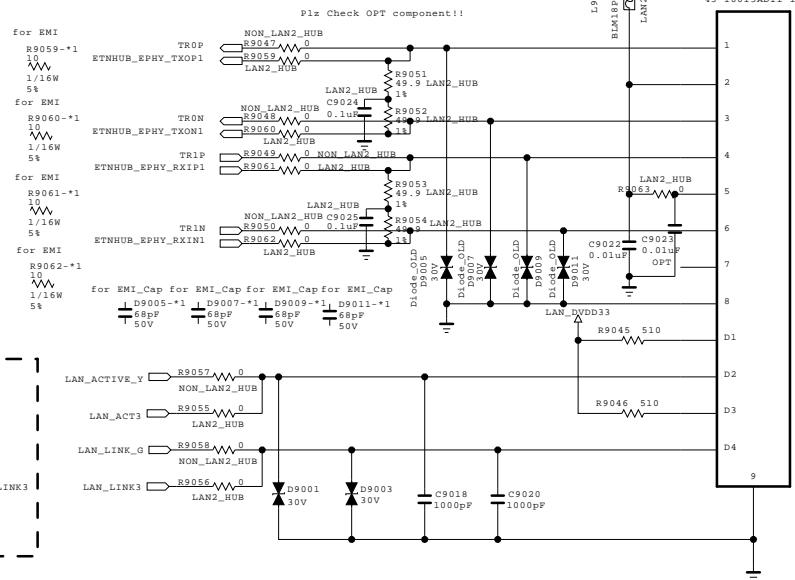 Plz Check OPT component!!
L9
BLM18P
LAN2
for EMI
R9059-*1
10
1/16W
5%
for EMI
R9060-*1
10
1/16W
5%
for EMI
R9061-*1
10
1/16W
5%
for EMI
R9062-*1
10
1/16W
5%
NON_LAN2_HUB
TR0P R9047 0
ETNHUB_EPHY_TXOP1 R9059 0
LAN2_HUB
R9051
49.9 LAN2_HUB
1%
LAN2_HUB
C9024
0.1uF
NON_LAN2_HUB
R9052
49.9 LAN2_HUB
1%
TR0N R9048 0
ETNHUB_EPHY_TXON1 R9060 0
LAN2_HUB
TR1P R9049 0 NON_LAN2_HUB
ETNHUB_EPHY_RXIP1 R9061 0 LAN2_HUB
R9053
49.9 LAN2_HUB
1%
LAN2_HUB
C9025
0.1uF
NON_LAN2_HUB
R9054
49.9
LAN2_HUB
1%
TR1N R9050 0
ETNHUB_EPHY_RXIN1 R9062 0
LAN2_HUB
Diode_OLD
D9005
30V
Diode_OLD
D9007
30V
Diode_OLD
D9009
Diode_OLD
D9011
30V
LAN2_HUB
R9063 0
C9022
0.01uF
C9023
0.01uF
OPT
1
2
3
4
5
6
7
8
D1
D2
D3
D4
9
for EMI_Cap for EMI_Cap for EMI_Cap for EMI_Cap
D9005-*1
68pF
50V
D9007-*1
68pF
50V
D9009-*1
68pF
50V
D9011-*1
68pF
50V
LAN_DVDD33
R9045 510
R9046 510
LAN_ACTIVE_Y R9057 0
NON_LAN2_HUB
LAN_ACT3 R9055 0
LAN2_HUB
LAN_LINK_G R9058 0
NON_LAN2_HUB
LAN_LINK3 R9056 0
LAN2_HUB
LINK3
D9001
30V
D9003
30V
C9018
1000pF
C9020
1000pF